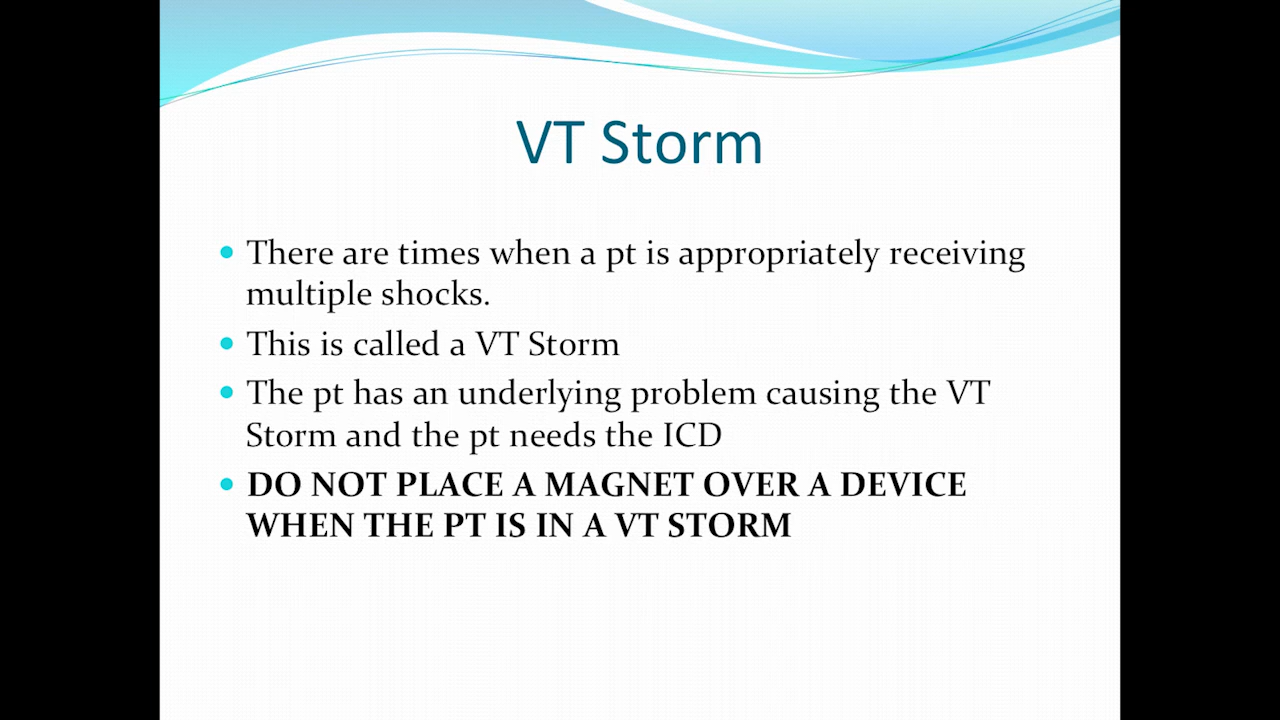 VT Storm
There are times when a pt is appropriately receiving
multiple shocks.
This is called a VT Storm
The pt has an underlying problem causing the VT
Storm and the pt needs the ICD
DO NOT PLACE A MAGNET OVER A DEVICE
WHEN THE PT IS IN A VT STORM